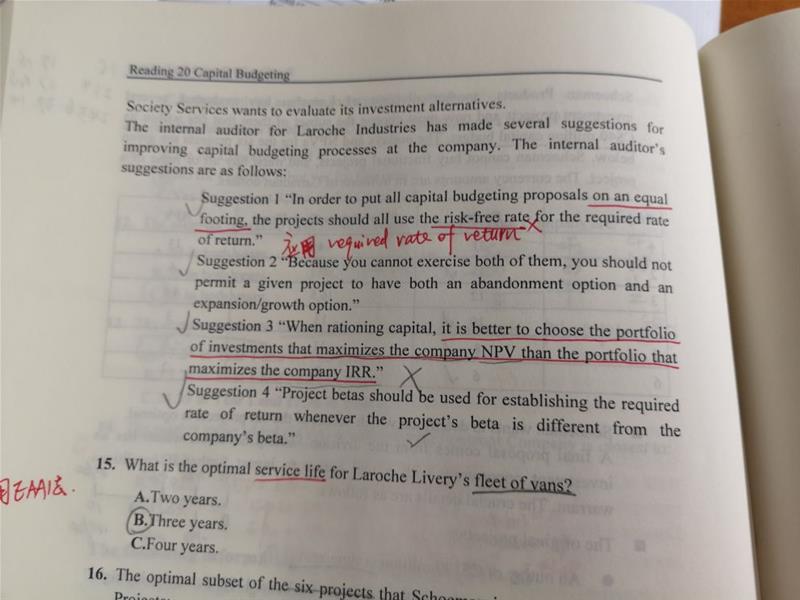 Reading 20 Capital Budgeting
Society Services wants to evaluate its investment alternatives.
The internal auditor for Laroche Industries has made several suggestions for
improving capital budgeting processes at the company. The internal auditor's
suggestions are as follows:
Suggestion 1 “In order to put all capital budgeting proposals on an equal
footing, the projects should all use the risk-free rate for the required rate
of return.” 应用 required rate of return
Suggestion 2 “Because you cannot exercise both of them, you should not
permit a given project to have both an abandonment option and an
expansion/growth option.”
Suggestion 3 “When rationing capital, it is better to choose the portfolio
of investments that maximizes the company NPV than the portfolio that
maximizes the company IRR.”
Suggestion 4 “Project betas should be used for establishing the required
rate of return whenever the project's beta is different from the
company's beta.”
15. What is the optimal service life for Laroche Livery's fleet of vans?
用EAA法.
A.Two years.
B.Three years.
C.Four years.
16. The optimal subset of the six projects that